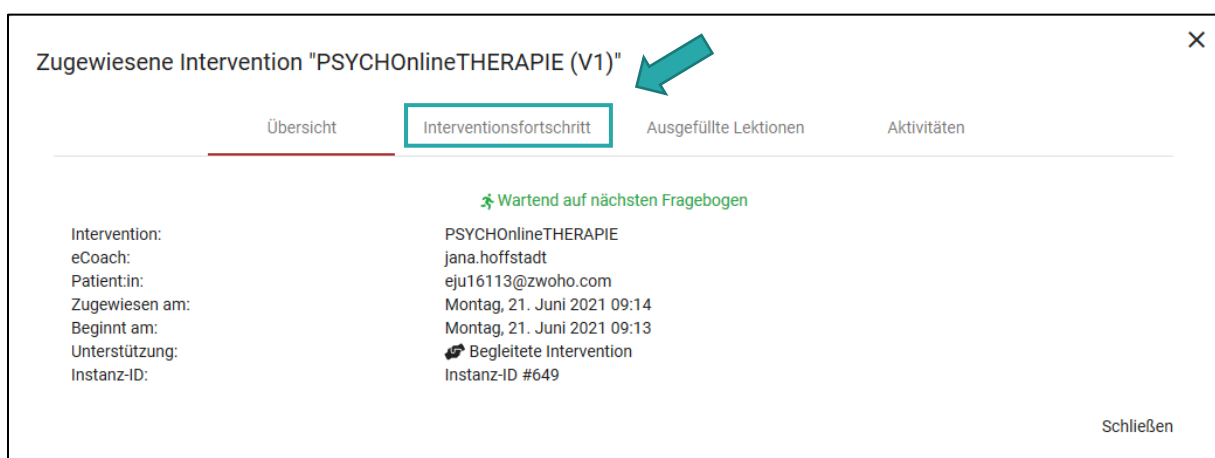 Zugewiesene Intervention "PSYCHOnlineTHERAPIE (V1)"
Übersicht Interventionsfortschritt Ausgefüllte Lektionen Aktivitäten
Wartend auf nächsten Fragebogen
Intervention: PSYCHOnlineTHERAPIE
eCoach: jana.hoffstadt
Patient:in: eju16113@zwoho.com
Zugewiesen am: Montag, 21. Juni 2021 09:14
Beginnt am: Montag, 21. Juni 2021 09:13
Unterstützung: Begleitete Intervention
Instanz-ID: Instanz-ID #649
Schließen